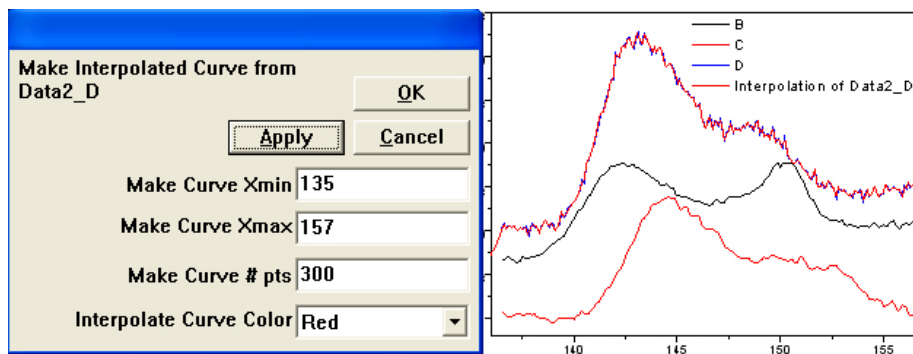 Make Interpolated Curve from
Data2_D
OK
Apply
Cancel
Make Curve Xmin 135
Make Curve Xmax 157
Make Curve # pts 300
Interpolate Curve Color Red
B
C
D
Interpolation of Data2_D
140 145 150 155